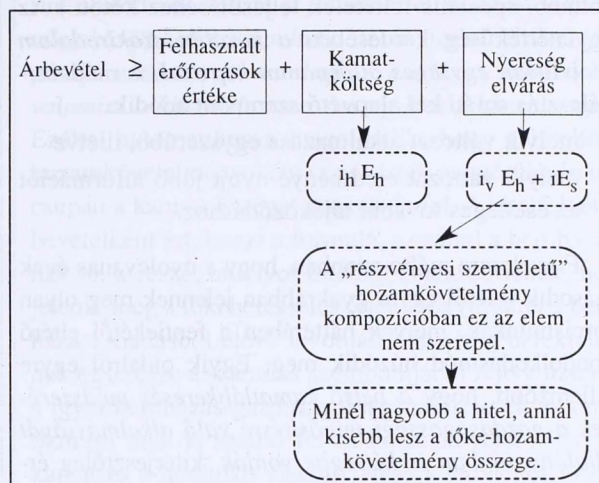 Árbevétel ≥ Felhasznált erőforrások értéke + Kamat-költség + Nyereség elvárás
i_h E_h
i_v E_h + iE_s
A „részvényesi szemléletű”
hozamkövetelmény
kompozícióban ez az elem
nem szerepel.
Minél nagyobb a hitel, annál
kisebb lesz a tőke-hozam-
követelmény összege.